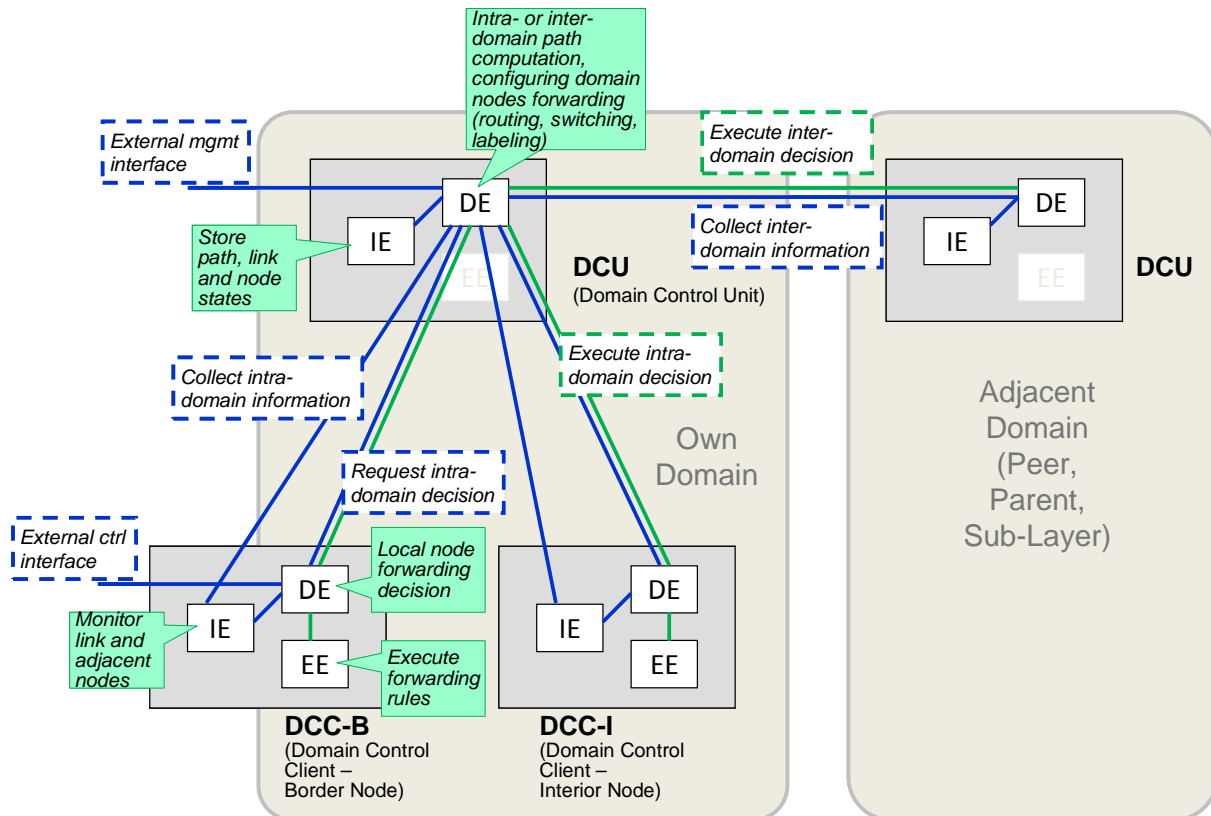 Intra- or inter-
domain path
computation,
configuring domain
nodes forwarding
(routing, switching,
labeling)
External mgmt
interface
Execute inter-
domain decision
DE
IE
EE
Store
path, link
and node
states
DCU
(Domain Control Unit)
Collect inter-
domain information
DE
IE
EE
DCU
Collect intra-
domain information
Execute intra-
domain decision
Own
Domain
Adjacent
Domain
(Peer,
Parent,
Sub-Layer)
Request intra-
domain decision
External ctrl
interface
DE
IE
EE
Local node
forwarding
decision
Monitor
link and
adjacent
nodes
Execute
forwarding
rules
DE
IE
EE
DCC-B
(Domain Control
Client –
Border Node)
DCC-I
(Domain Control
Client –
Interior Node)